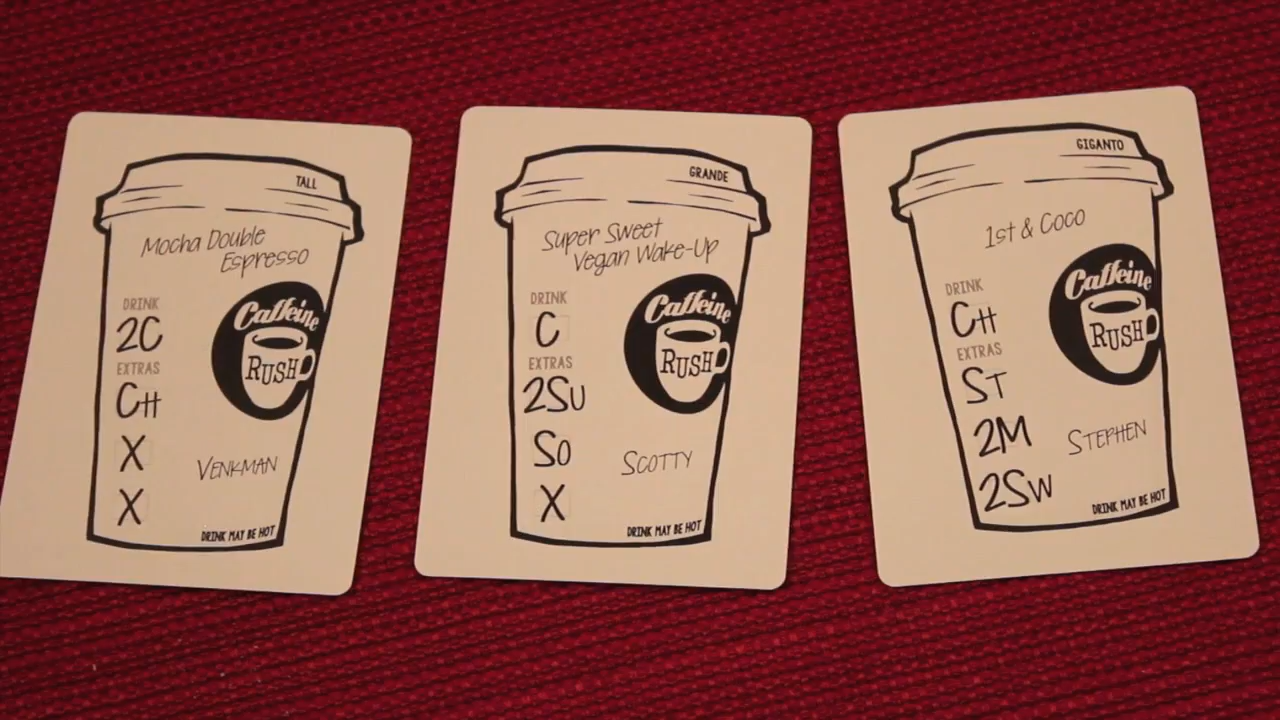 TALL
Mocha Double
Espresso
DRINK
2C
EXTRAS
CH
X
X
Caffeine
RUSH
VENKMAN
DRINK MAY BE HOT
GRANDE
Super Sweet
Vegan Wake-Up
DRINK
C
EXTRAS
2SU
SO
X
Caffeine
RUSH
SCOTTY
DRINK MAY BE HOT
GIGANTO
1st & Coco
DRINK
CH
EXTRAS
ST
2M
2SW
Caffeine
RUSH
STEPHEN
DRINK MAY BE HOT